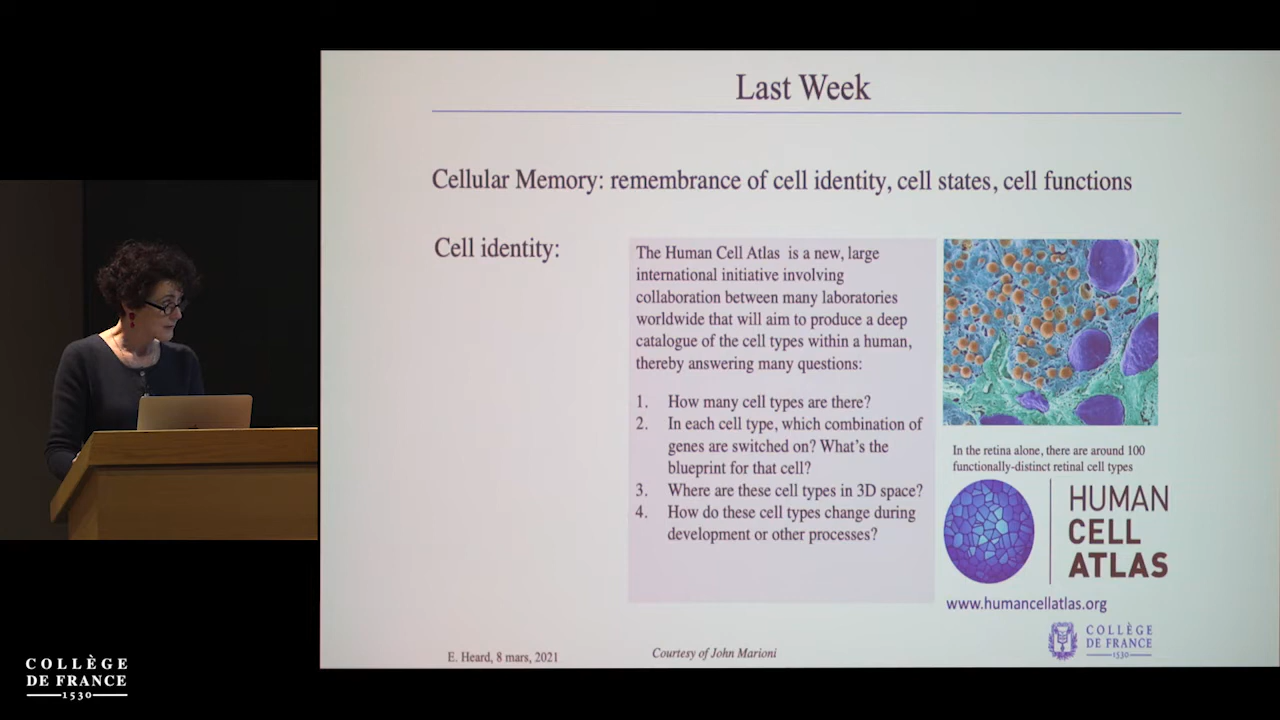 Last Week
Cellular Memory: remembrance of cell identity, cell states, cell functions
Cell identity:
The Human Cell Atlas is a new, large
international initiative involving
collaboration between many laboratories
worldwide that will aim to produce a deep
catalogue of the cell types within a human,
thereby answering many questions:
1. How many cell types are there?
2. In each cell type, which combination of
genes are switched on? What's the
blueprint for that cell?
3. Where are these cell types in 3D space?
4. How do these cell types change during
development or other processes?
In the retina alone, there are around 100
functionally-distinct retinal cell types
HUMAN
CELL
ATLAS
www.humancellatlas.org
COLLÈGE
DE FRANCE
1530
E. Heard, 8 mars, 2021
Courtesy of John Marioni
COLLÈGE
DE FRANCE
1530